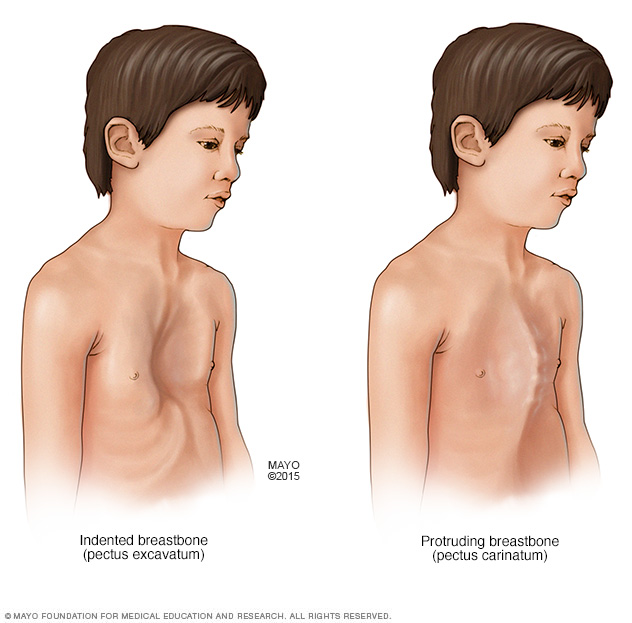 MAYO
©2015
Indented breastbone
(pectus excavatum)
Protruding breastbone
(pectus carinatum)
© MAYO FOUNDATION FOR MEDICAL EDUCATION AND RESEARCH. ALL RIGHTS RESERVED.